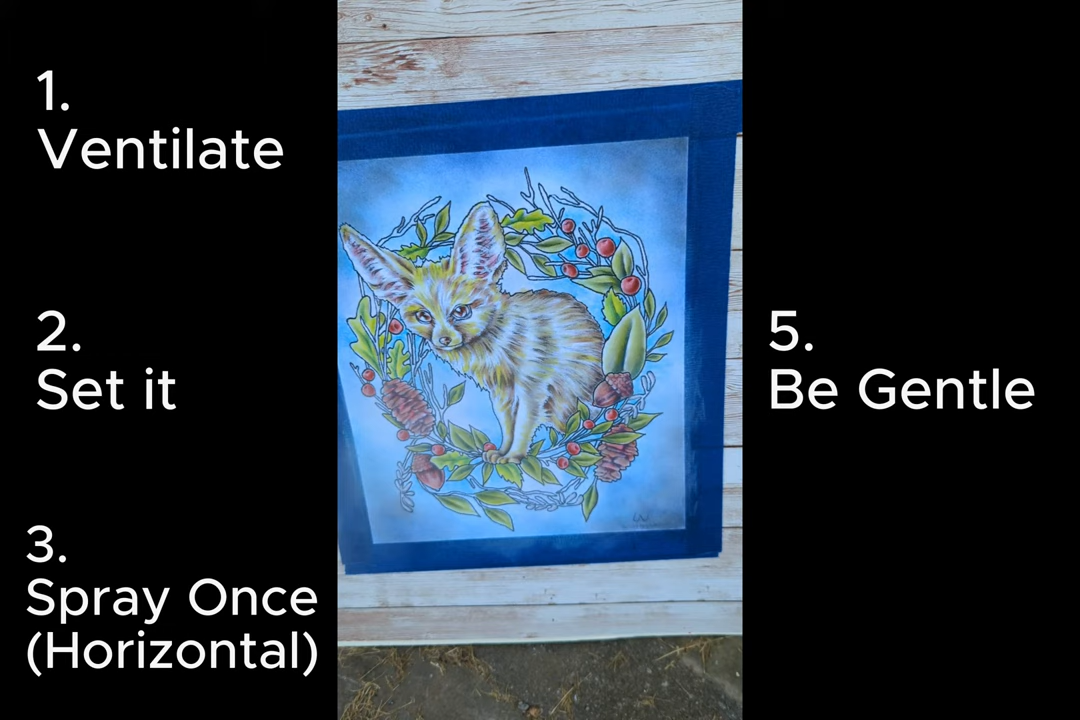 1.
Ventilate
2.
Set it
3.
Spray Once
(Horizontal)
5.
Be Gentle